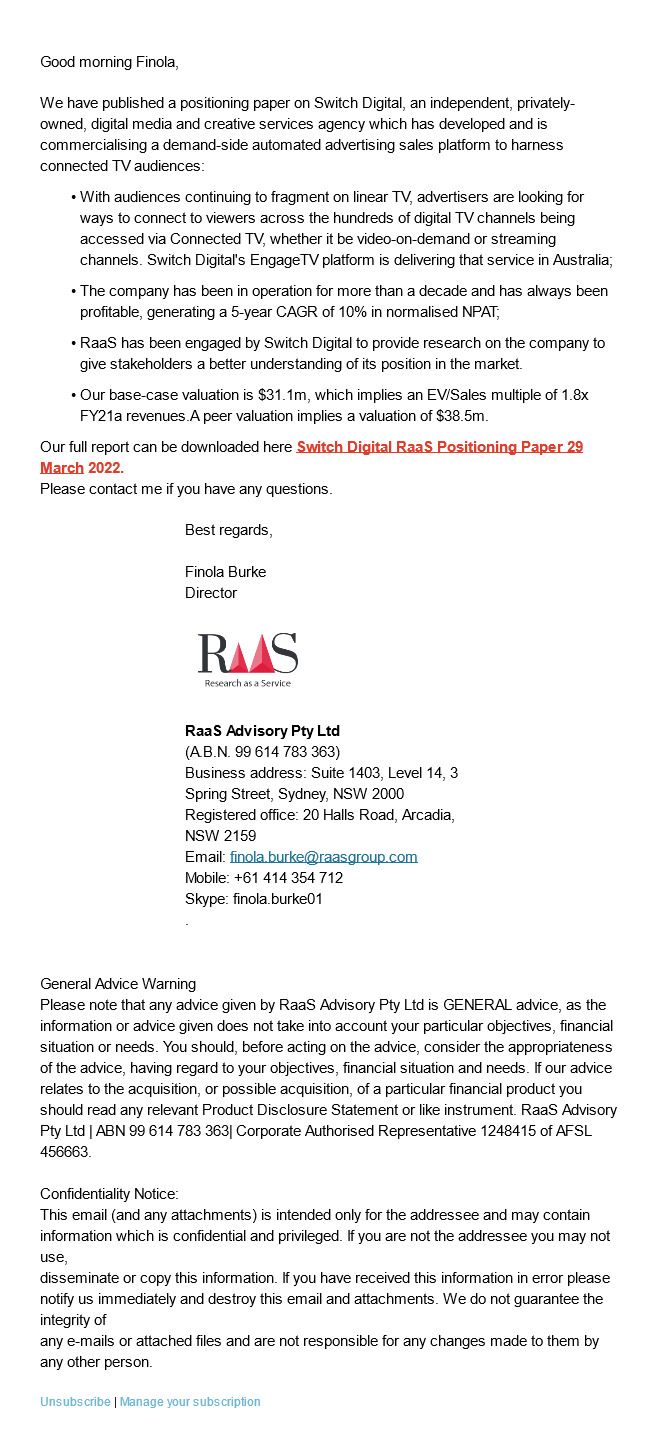 Good morning Finola,
We have published a positioning paper on Switch Digital, an independent, privately-
owned, digital media and creative services agency which has developed and is
commercialising a demand-side automated advertising sales platform to harness
connected TV audiences:
• With audiences continuing to fragment on linear TV, advertisers are looking for
ways to connect to viewers across the hundreds of digital TV channels being
accessed via Connected TV, whether it be video-on-demand or streaming
channels. Switch Digital's EngageTV platform is delivering that service in Australia;
• The company has been in operation for more than a decade and has always been
profitable, generating a 5-year CAGR of 10% in normalised NPAT;
• RaaS has been engaged by Switch Digital to provide research on the company to
give stakeholders a better understanding of its position in the market.
• Our base-case valuation is $31.1m, which implies an EV/Sales multiple of 1.8x
FY21a revenues.A peer valuation implies a valuation of $38.5m.
Our full report can be downloaded here Switch Digital RaaS Positioning Paper 29
March 2022.
Please contact me if you have any questions.
Best regards,
Finola Burke
Director
RAAS
Research as a Service
RaaS Advisory Pty Ltd
(A.B.N. 99 614 783 363)
Business address: Suite 1403, Level 14, 3
Spring Street, Sydney, NSW 2000
Registered office: 20 Halls Road, Arcadia,
NSW 2159
Email: finola.burke@raasgroup.com
Mobile: +61 414 354 712
Skype: finola.burke01
.
General Advice Warning
Please note that any advice given by RaaS Advisory Pty Ltd is GENERAL advice, as the
information or advice given does not take into account your particular objectives, financial
situation or needs. You should, before acting on the advice, consider the appropriateness
of the advice, having regard to your objectives, financial situation and needs. If our advice
relates to the acquisition, or possible acquisition, of a particular financial product you
should read any relevant Product Disclosure Statement or like instrument. RaaS Advisory
Pty Ltd | ABN 99 614 783 363| Corporate Authorised Representative 1248415 of AFSL
456663.
Confidentiality Notice:
This email (and any attachments) is intended only for the addressee and may contain
information which is confidential and privileged. If you are not the addressee you may not
use,
disseminate or copy this information. If you have received this information in error please
notify us immediately and destroy this email and attachments. We do not guarantee the
integrity of
any e-mails or attached files and are not responsible for any changes made to them by
any other person.
Unsubscribe | Manage your subscription